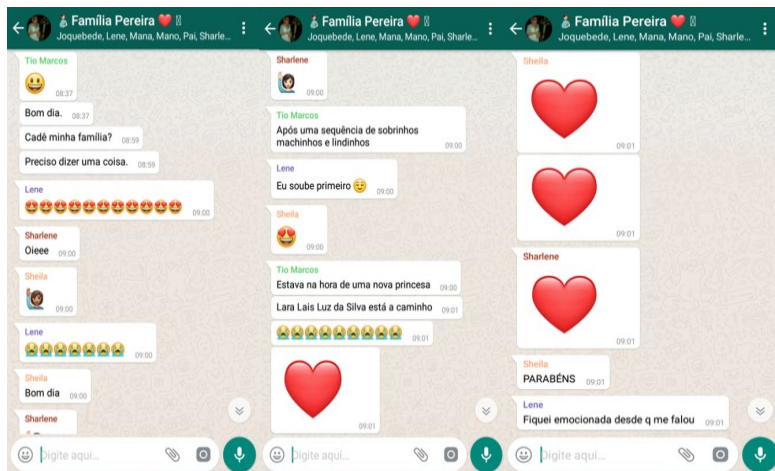 Família Pereira
Joquebede, Lene, Mana, Mano, Pai, Sharle...
Tio Marcos
08:37
Bom dia. 08:37
Cadê minha família? 08:59
Preciso dizer uma coisa. 08:59
Lene
09:00
Sharlene
Oieee 09:00
Sheila
09:00
Lene
09:00
Sheila
Bom dia 09:00
Sharlene
Digite aqui...
Família Pereira
Joquebede, Lene, Mana, Mano, Pai, Sharle...
Sharlene
09:00
Tio Marcos
Após uma sequência de sobrinhos
machinhos e lindinhos 09:00
Lene
Eu soube primeiro 09:00
Sheila
09:00
Tio Marcos
Estava na hora de uma nova princesa 09:00
Lara Lais Luz da Silva está a caminho 09:01
09:01
09:01
Digite aqui...
Família Pereira
Joquebede, Lene, Mana, Mano, Pai, Sharle...
Sheila
09:01
09:01
Sharlene
09:01
Sheila
PARABÉNS 09:01
Lene
Fiquei emocionada desde q me falou 09:01
Digite aqui...